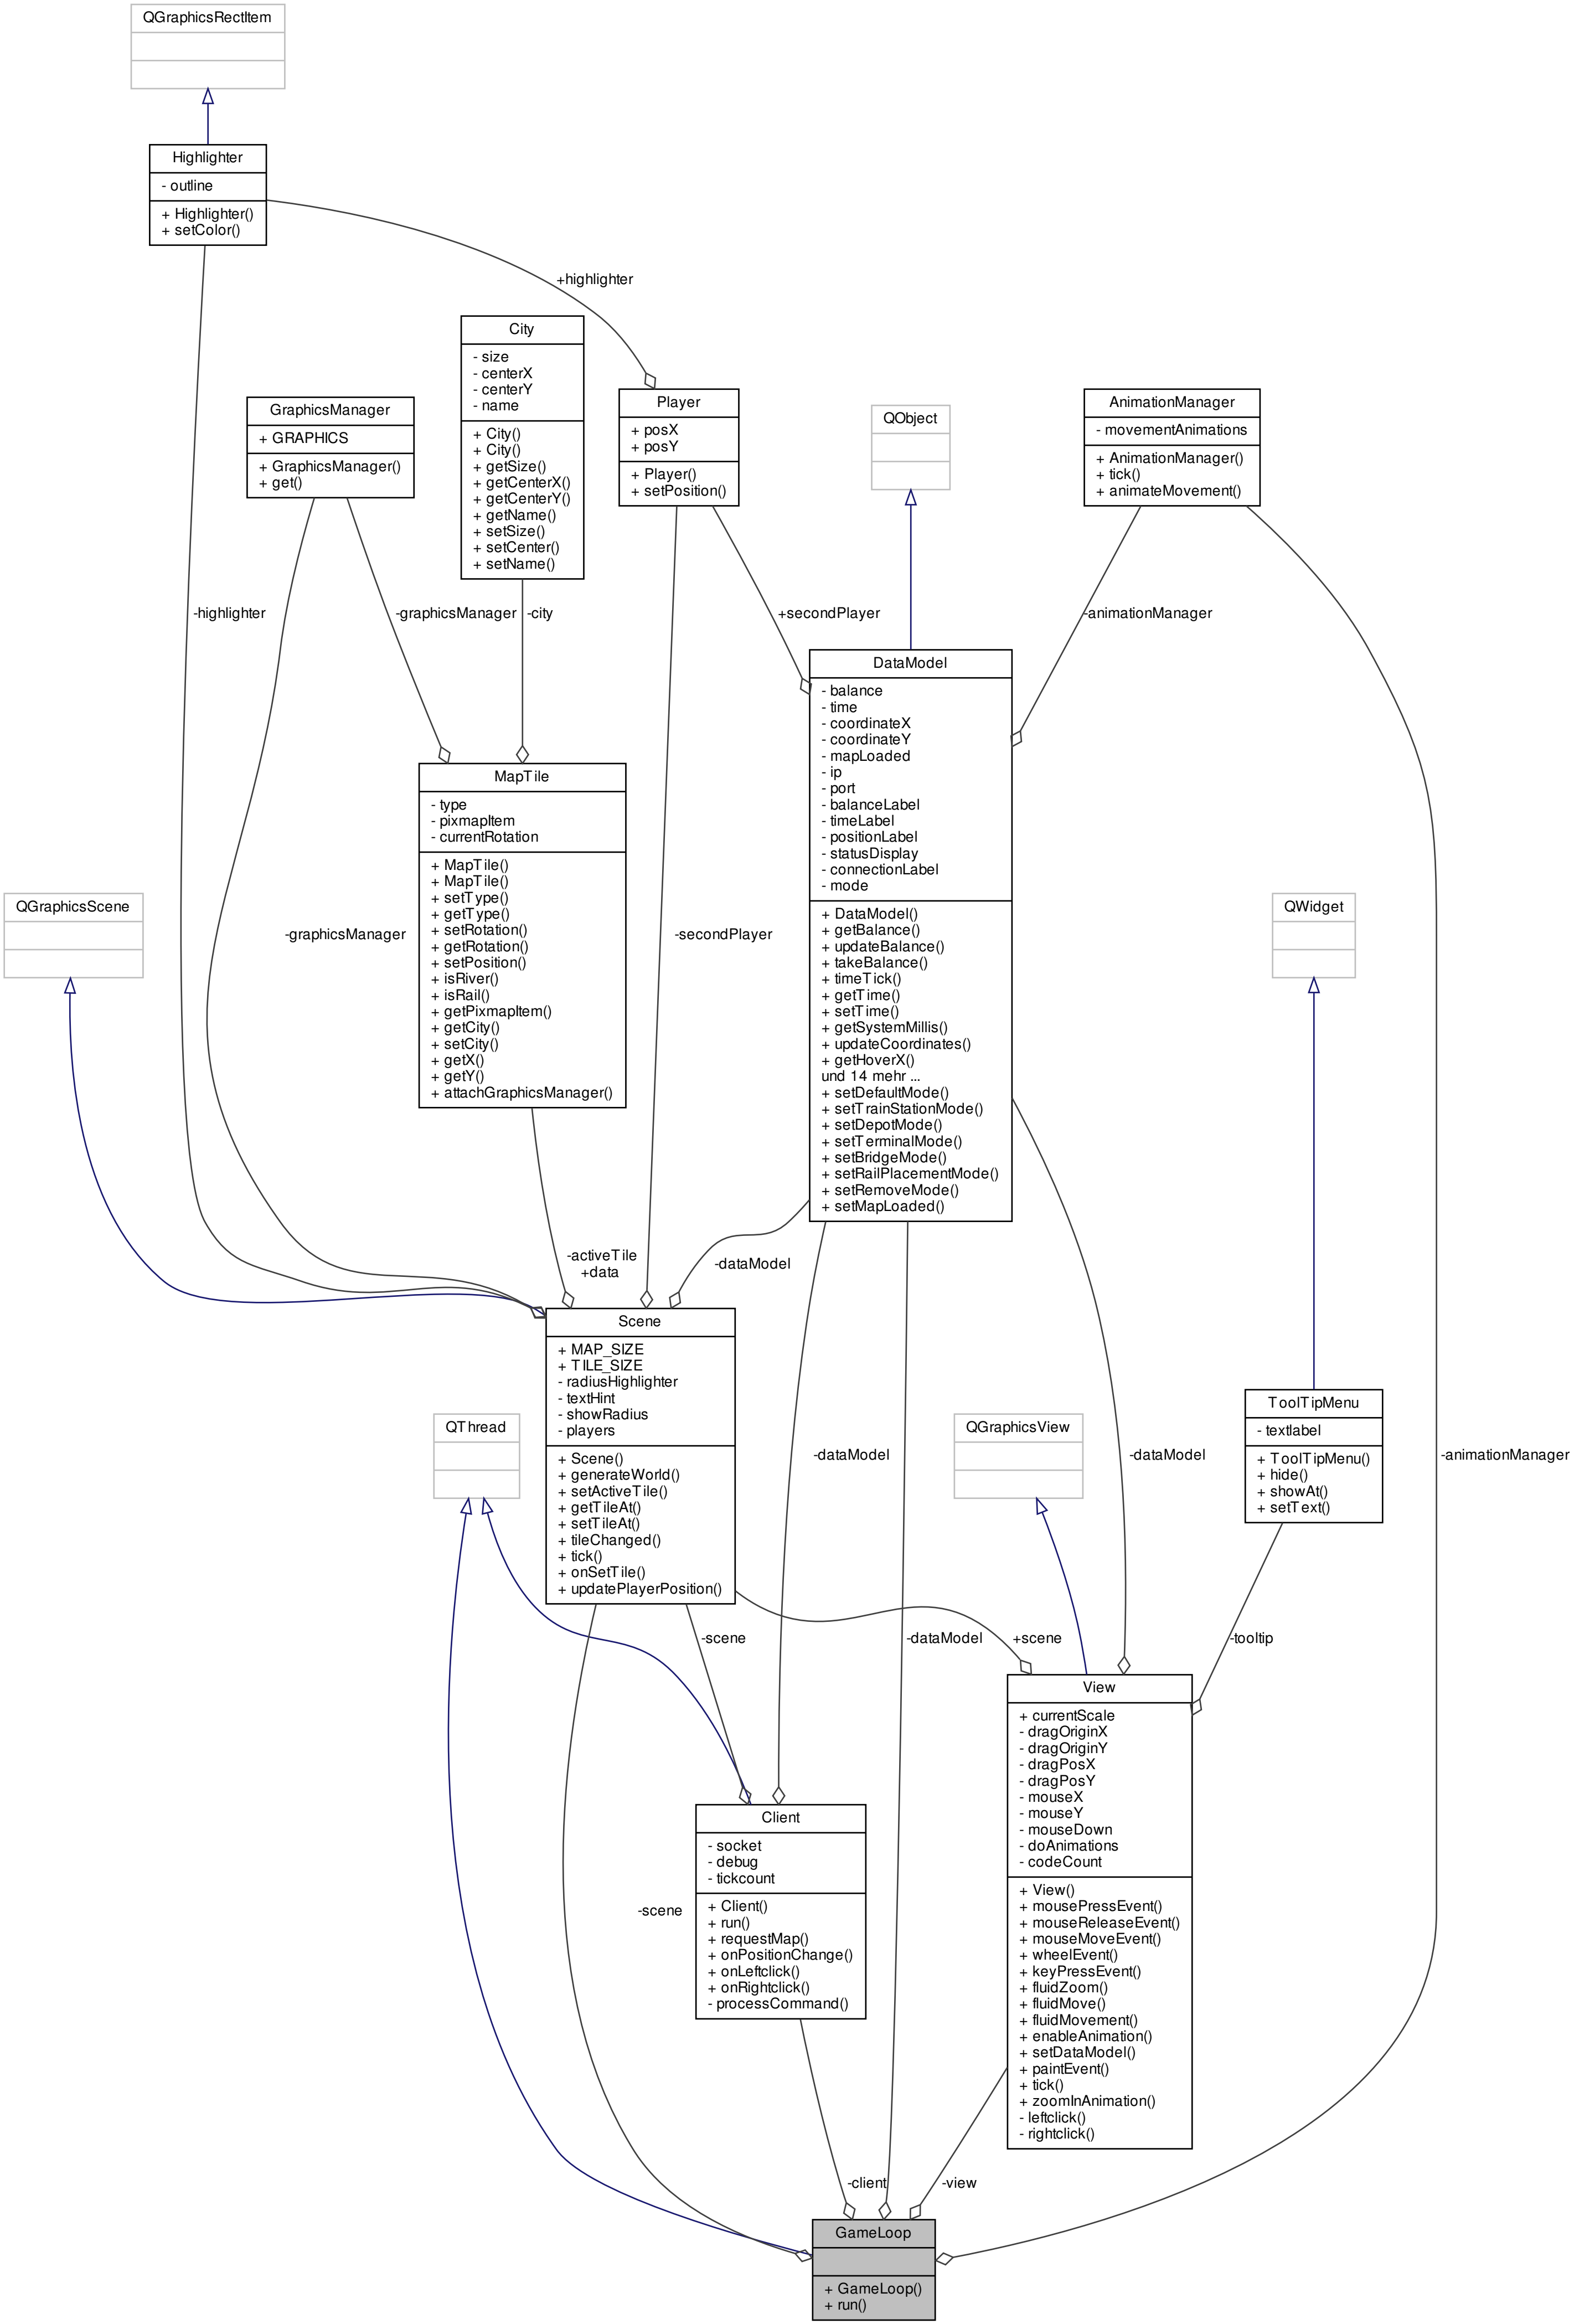 QGraphicsRectItem
Highlighter
- outline
+ Highlighter()
+ setColor()
+highlighter
City
- size
- centerX
- centerY
- name
+ City()
+ City()
+ getSize()
+ getCenterX()
+ getCenterY()
+ getName()
+ setSize()
+ setCenter()
+ setName()
GraphicsManager
+ GRAPHICS
+ GraphicsManager()
+ get()
Player
+ posX
+ posY
+ Player()
+ setPosition()
QObject
AnimationManager
- movementAnimations
+ AnimationManager()
+ tick()
+ animateMovement()
-highlighter
-graphicsManager
-city
+secondPlayer
-animationManager
DataModel
- balance
- time
- coordinateX
- coordinateY
- mapLoaded
- ip
- port
- balanceLabel
- timeLabel
- positionLabel
- statusDisplay
- connectionLabel
- mode
+ DataModel()
+ getBalance()
+ updateBalance()
+ takeBalance()
+ timeTick()
+ getTime()
+ setTime()
+ getSystemMillis()
+ updateCoordinates()
+ getHoverX()
und 14 mehr ...
+ setDefaultMode()
+ setTrainStationMode()
+ setDepotMode()
+ setTerminalMode()
+ setBridgeMode()
+ setRailPlacementMode()
+ setRemoveMode()
+ setMapLoaded()
MapTile
- type
- pixmapItem
- currentRotation
+ MapTile()
+ MapTile()
+ setType()
+ getType()
+ setRotation()
+ getRotation()
+ setPosition()
+ isRiver()
+ isRail()
+ getPixmapItem()
+ getCity()
+ setCity()
+ getX()
+ getY()
+ attachGraphicsManager()
QGraphicsScene
-graphicsManager
-secondPlayer
QWidget
-activeTile
+data
-dataModel
Scene
+ MAP_SIZE
+ TILE_SIZE
- radiusHighlighter
- textHint
- showRadius
- players
+ Scene()
+ generateWorld()
+ setActiveTile()
+ getTileAt()
+ setTileAt()
+ tileChanged()
+ tick()
+ onSetTile()
+ updatePlayerPosition()
QThread
-dataModel
QGraphicsView
-dataModel
ToolTipMenu
- textlabel
+ ToolTipMenu()
+ hide()
+ showAt()
+ setText()
-animationManager
-scene
-dataModel
+scene
-tooltip
View
+ currentScale
- dragOriginX
- dragOriginY
- dragPosX
- dragPosY
- mouseX
- mouseY
- mouseDown
- doAnimations
- codeCount
+ View()
+ mousePressEvent()
+ mouseReleaseEvent()
+ mouseMoveEvent()
+ wheelEvent()
+ keyPressEvent()
+ fluidZoom()
+ fluidMove()
+ fluidMovement()
+ enableAnimation()
+ setDataModel()
+ paintEvent()
+ tick()
+ zoomInAnimation()
- leftclick()
- rightclick()
Client
- socket
- debug
- tickcount
+ Client()
+ run()
+ requestMap()
+ onPositionChange()
+ onLeftclick()
+ onRightclick()
- processCommand()
-scene
-client
-view
GameLoop
+ GameLoop()
+ run()